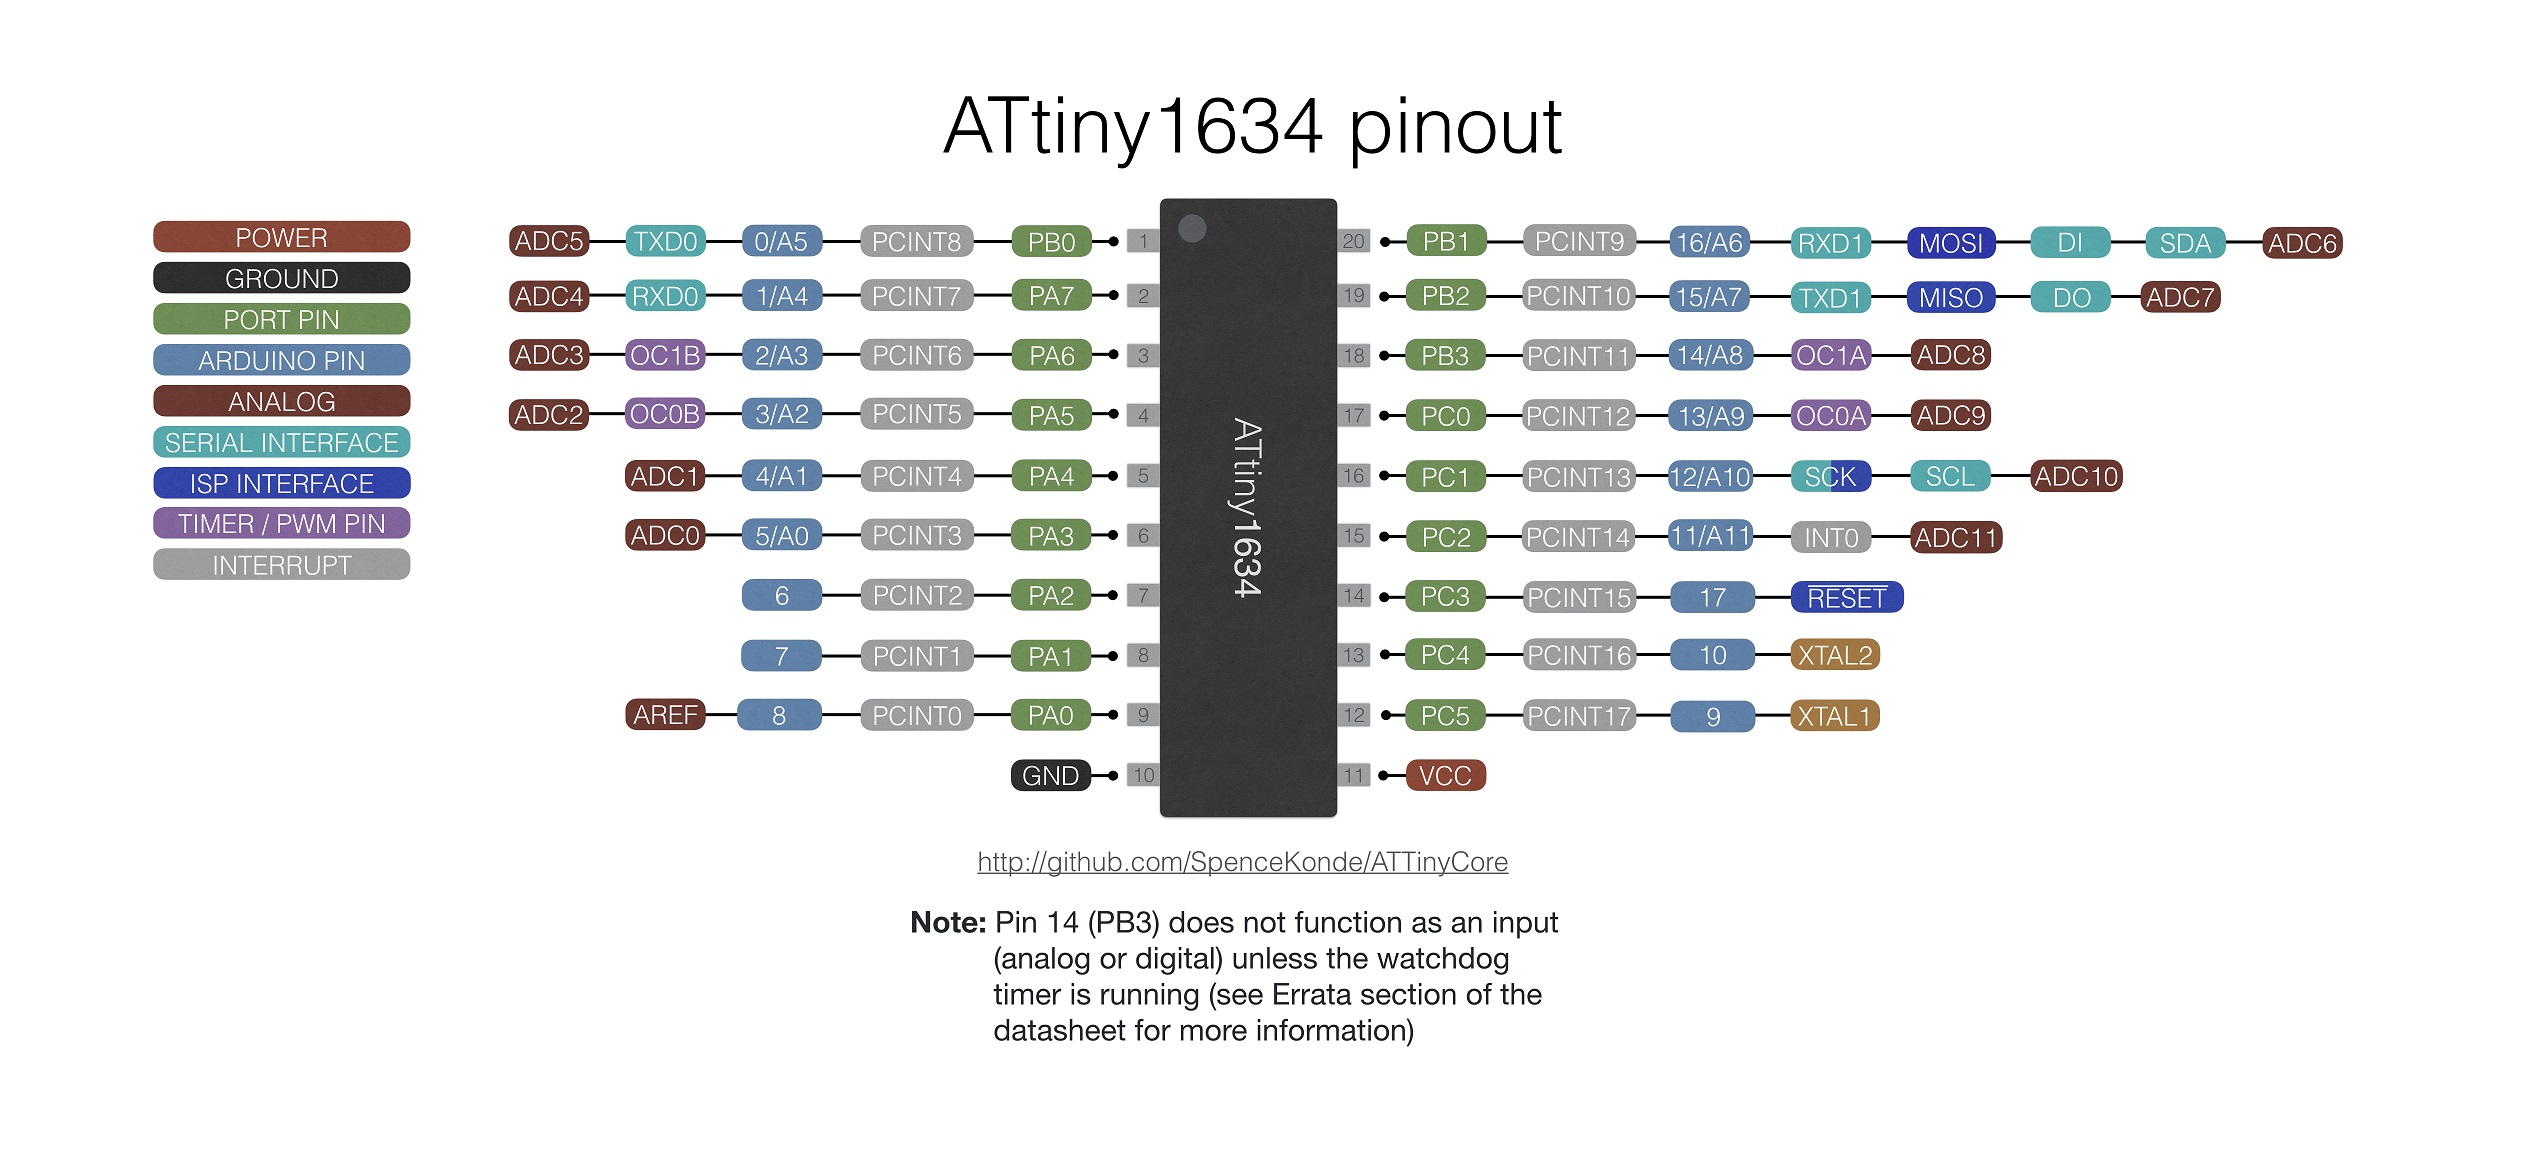 ATtiny1634 pinout
POWER
GROUND
PORT PIN
ARDUINO PIN
ANALOG
SERIAL INTERFACE
ISP INTERFACE
TIMER / PWM PIN
INTERRUPT
ADC5 TXD0 0/A5 PCINT8 PB0 1 20 PB1 PCINT9 16/A6 RXD1 MOSI DI SDA ADC6
ADC4 RXD0 1/A4 PCINT7 PA7 2 19 PB2 PCINT10 15/A7 TXD1 MISO DO ADC7
ADC3 OC1B 2/A3 PCINT6 PA6 3 18 PB3 PCINT11 14/A8 OC1A ADC8
ADC2 OC0B 3/A2 PCINT5 PA5 4 17 PC0 PCINT12 13/A9 OC0A ADC9
ADC1 4/A1 PCINT4 PA4 5 16 PC1 PCINT13 12/A10 SCK SCL ADC10
ADC0 5/A0 PCINT3 PA3 6 15 PC2 PCINT14 11/A11 INT0 ADC11
6 PCINT2 PA2 7 14 PC3 PCINT15 17 RESET
7 PCINT1 PA1 8 13 PC4 PCINT16 10 XTAL2
AREF 8 PCINT0 PA0 9 12 PC5 PCINT17 9 XTAL1
GND 10 11 VCC
ATtiny1634
http://github.com/SpenceKonde/ATTinyCore
Note: Pin 14 (PB3) does not function as an input
(analog or digital) unless the watchdog
timer is running (see Errata section of the
datasheet for more information)